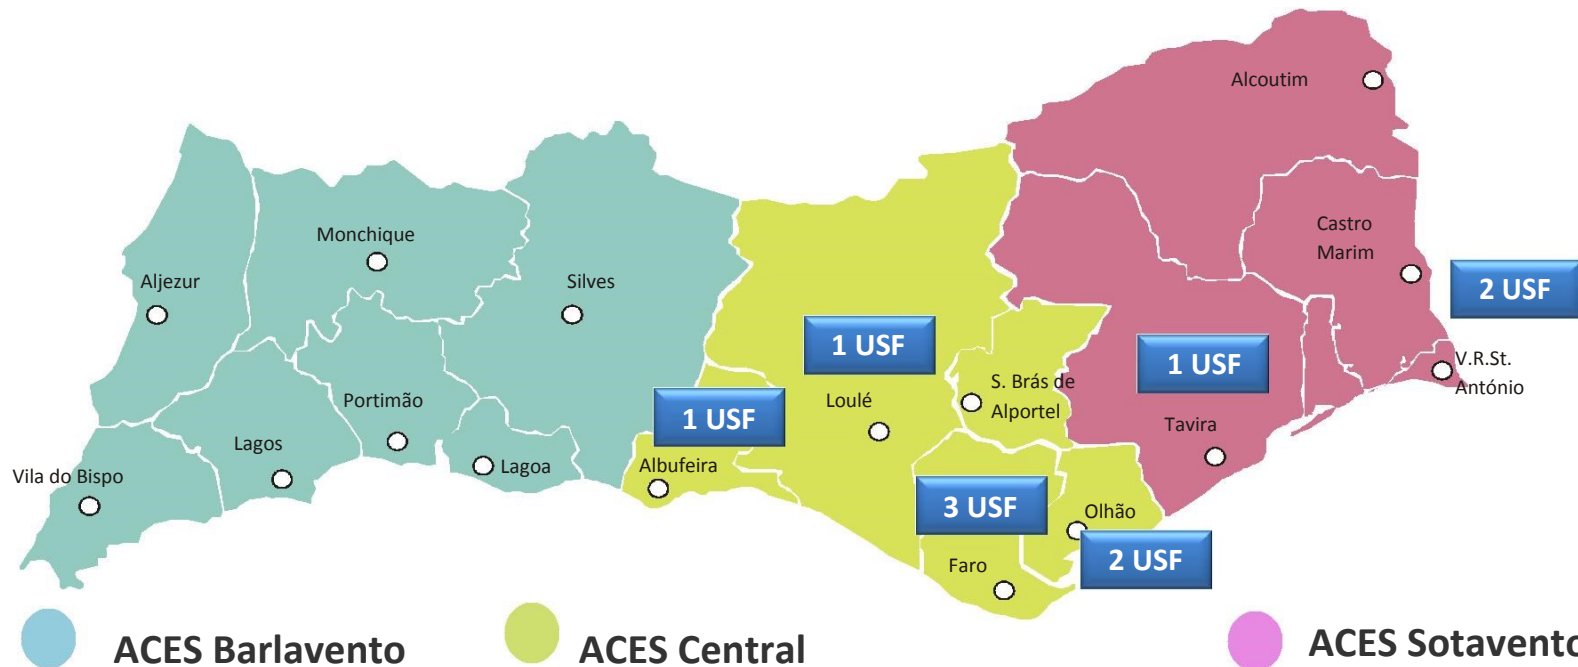 Alcoutim
Castro
Marim
Monchique
Aljezur
Silves
2 USF
1 USF
1 USF
V.R.St.
António
S. Brás de
Alportel
Portimão
Loulé
1 USF
Tavira
Lagos
Lagoa
Albufeira
Vila do Bispo
3 USF
Olhão
2 USF
Faro
ACES Barlavento
ACES Central
ACES Sotavento